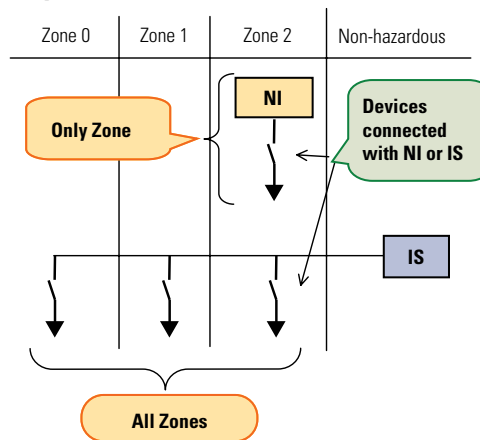 Zone 0 Zone 1 Zone 2 Non-hazardous
NI
Only Zone
Devices
connected
with NI or IS
IS
All Zones